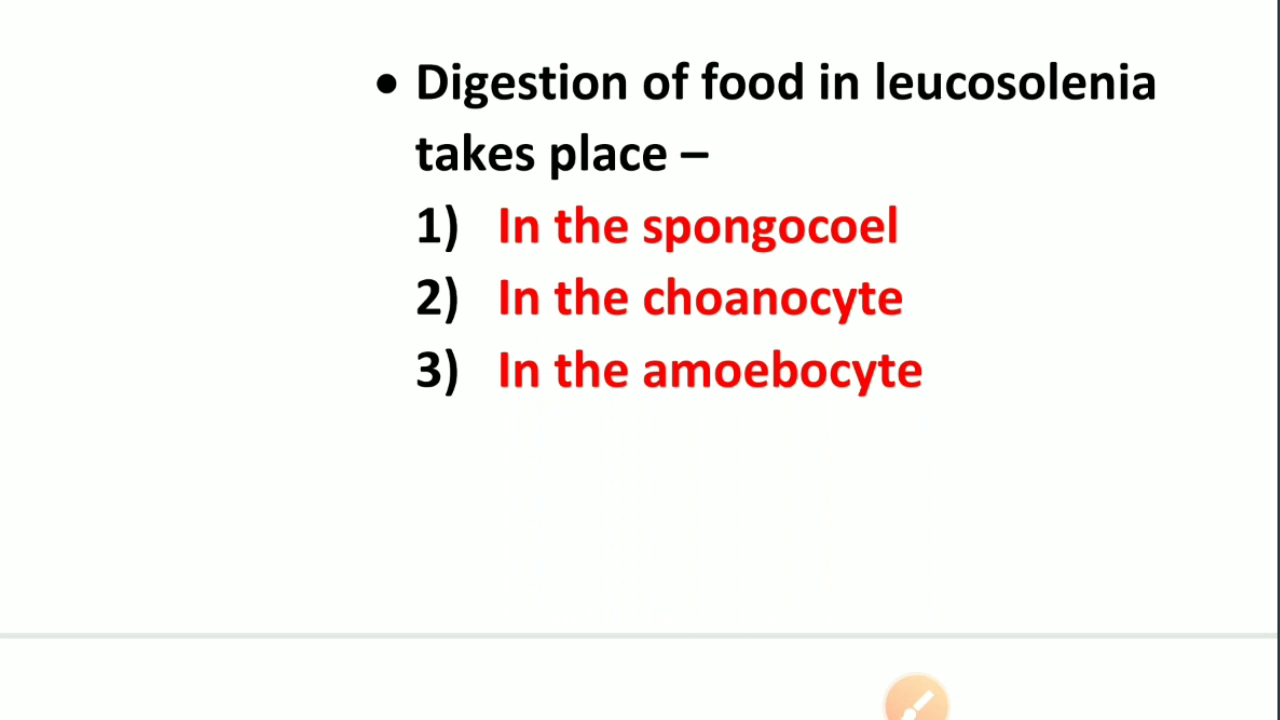 • Digestion of food in leucosolenia
takes place –
1) In the spongocoel
2) In the choanocyte
3) In the amoebocyte